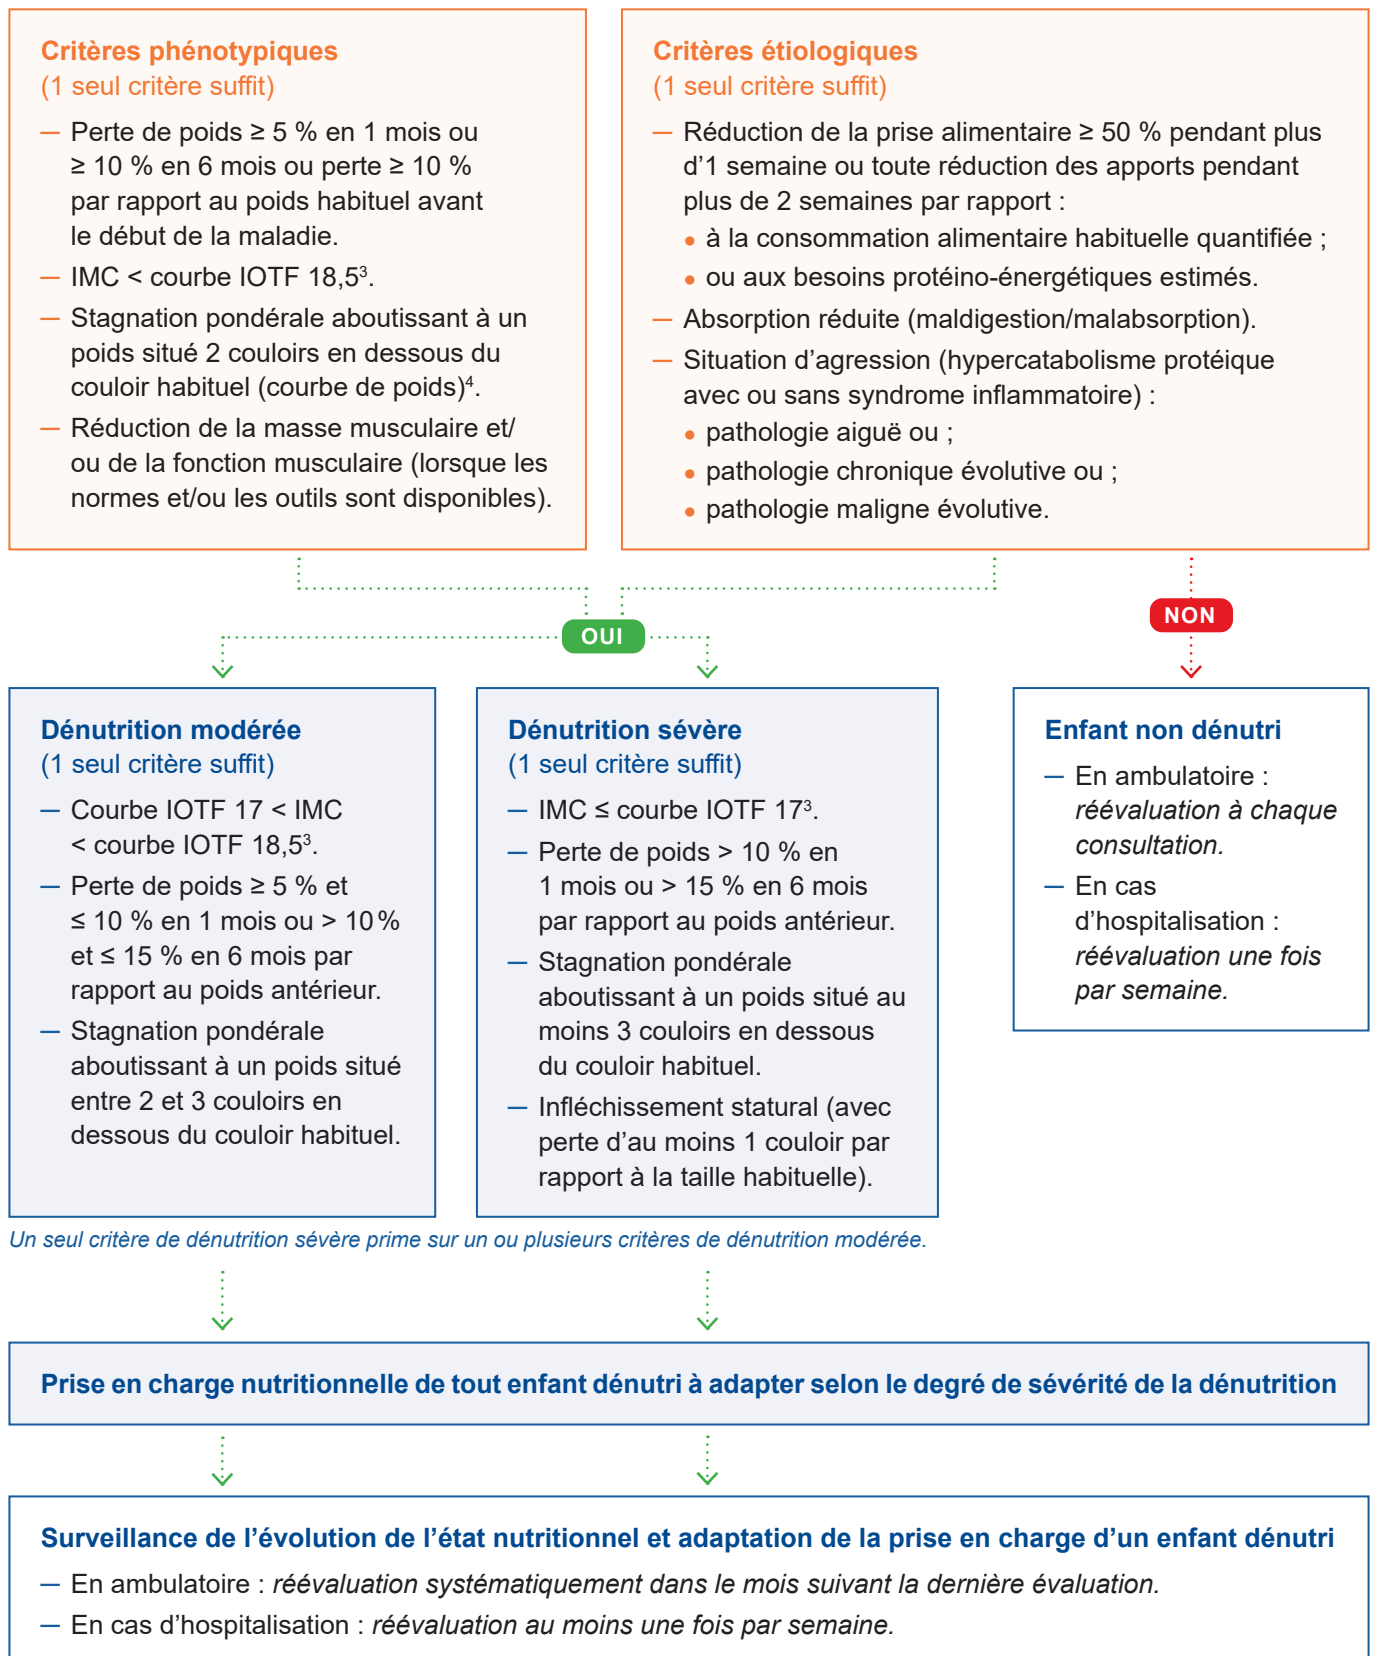 Critères phénotypiques
(1 seul critère suffit)
— Perte de poids ≥ 5 % en 1 mois ou
≥ 10 % en 6 mois ou perte ≥ 10 %
par rapport au poids habituel avant
le début de la maladie.
— IMC < courbe IOTF 18,5³.
— Stagnation pondérale aboutissant à un
poids situé 2 couloirs en dessous du
couloir habituel (courbe de poids)⁴.
— Réduction de la masse musculaire et/
ou de la fonction musculaire (lorsque les
normes et/ou les outils sont disponibles).
Critères étiologiques
(1 seul critère suffit)
— Réduction de la prise alimentaire ≥ 50 % pendant plus
d’1 semaine ou toute réduction des apports pendant
plus de 2 semaines par rapport :
• à la consommation alimentaire habituelle quantifiée ;
• ou aux besoins protéino-énergétiques estimés.
— Absorption réduite (maldigestion/malabsorption).
— Situation d’agression (hypercatabolisme protéique
avec ou sans syndrome inflammatoire) :
• pathologie aiguë ou ;
• pathologie chronique évolutive ou ;
• pathologie maligne évolutive.
OUI
NON
Dénutrition modérée
(1 seul critère suffit)
— Courbe IOTF 17 < IMC
< courbe IOTF 18,5³.
— Perte de poids ≥ 5 % et
≤ 10 % en 1 mois ou > 10 %
et ≤ 15 % en 6 mois par
rapport au poids antérieur.
— Stagnation pondérale
aboutissant à un poids situé
entre 2 et 3 couloirs en
dessous du couloir habituel.
Dénutrition sévère
(1 seul critère suffit)
— IMC ≤ courbe IOTF 17³.
— Perte de poids > 10 % en
1 mois ou > 15 % en 6 mois
par rapport au poids antérieur.
— Stagnation pondérale
aboutissant à un poids situé au
moins 3 couloirs en dessous
du couloir habituel.
— Infléchissement statural (avec
perte d’au moins 1 couloir par
rapport à la taille habituelle).
Enfant non dénutri
— En ambulatoire :
réévaluation à chaque
consultation.
— En cas
d’hospitalisation :
réévaluation une fois
par semaine.
Un seul critère de dénutrition sévère prime sur un ou plusieurs critères de dénutrition modérée.
Prise en charge nutritionnelle de tout enfant dénutri à adapter selon le degré de sévérité de la dénutrition
Surveillance de l’évolution de l’état nutritionnel et adaptation de la prise en charge d’un enfant dénutri
— En ambulatoire : réévaluation systématiquement dans le mois suivant la dernière évaluation.
— En cas d’hospitalisation : réévaluation au moins une fois par semaine.